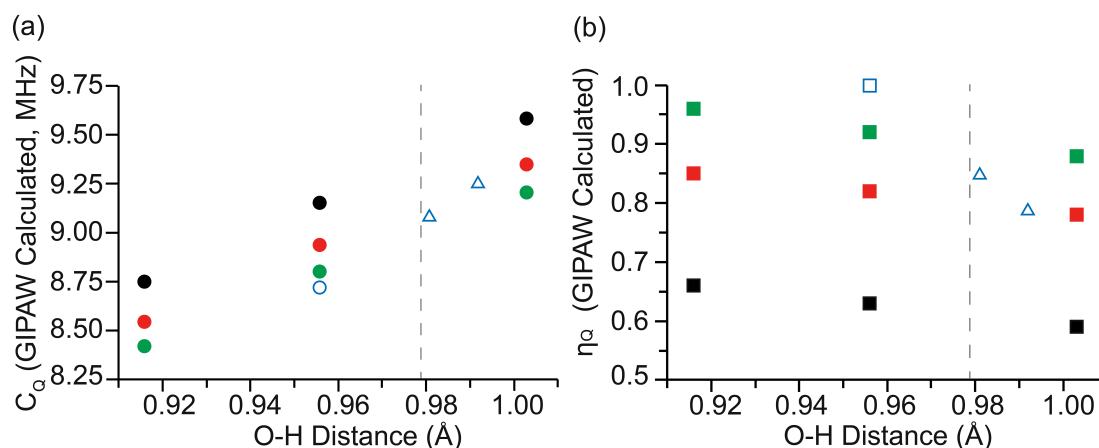 (a)
C_Q (GIPAW Calculated, MHz)
9.75
9.50
9.25
9.00
8.75
8.50
8.25
0.92 0.94 0.96 0.98 1.00
O-H Distance (Å)
(b)
η_Q (GIPAW Calculated)
1.0
0.9
0.8
0.7
0.6
0.5
0.92 0.94 0.96 0.98 1.00
O-H Distance (Å)